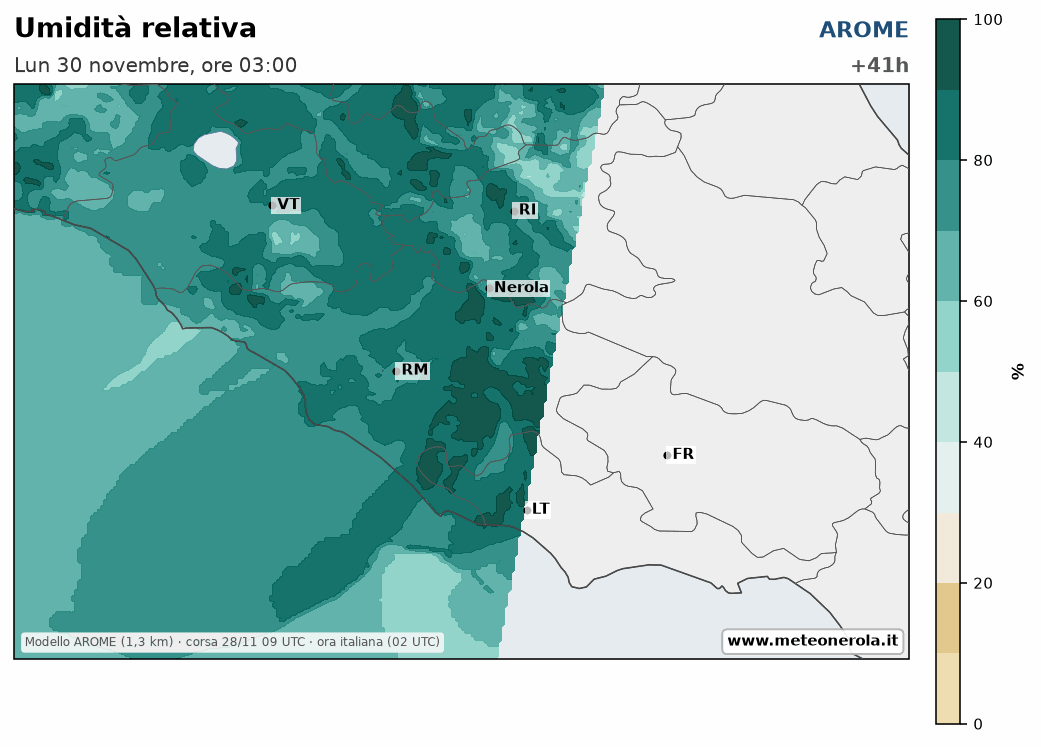 Umidità relativa
AROME
Lun 30 novembre, ore 03:00
+41h
VT
RI
Nerola
RM
FR
LT
Modello AROME (1,3 km) · corsa 28/11 09 UTC · ora italiana (02 UTC)
www.meteonerola.it
100
80
60
40
20
0
%